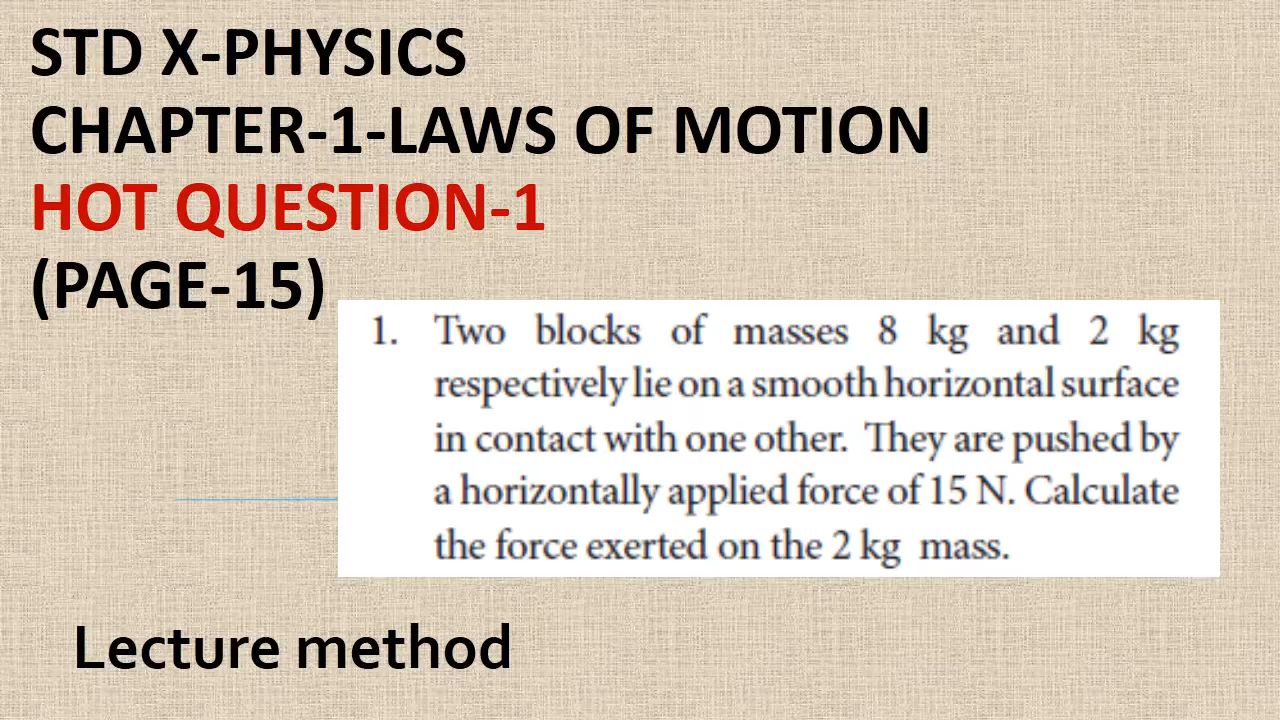 STD X-PHYSICS
CHAPTER-1-LAWS OF MOTION
HOT QUESTION-1
(PAGE-15)
1. Two blocks of masses 8 kg and 2 kg
respectively lie on a smooth horizontal surface
in contact with one other. They are pushed by
a horizontally applied force of 15 N. Calculate
the force exerted on the 2 kg mass.
Lecture method